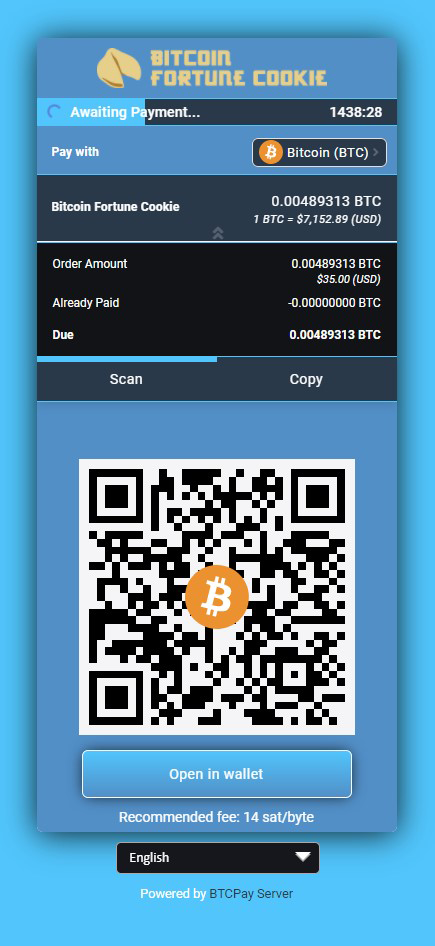 BITCOIN
FORTUNE COOKIE
Awaiting Payment... 1438:28
Pay with Bitcoin (BTC)
Bitcoin Fortune Cookie 0.00489313 BTC
1 BTC = $7,152.89 (USD)
Order Amount 0.00489313 BTC
$35.00 (USD)
Already Paid -0.00000000 BTC
Due 0.00489313 BTC
Scan Copy
Open in wallet
Recommended fee: 14 sat/byte
English
Powered by BTCPay Server